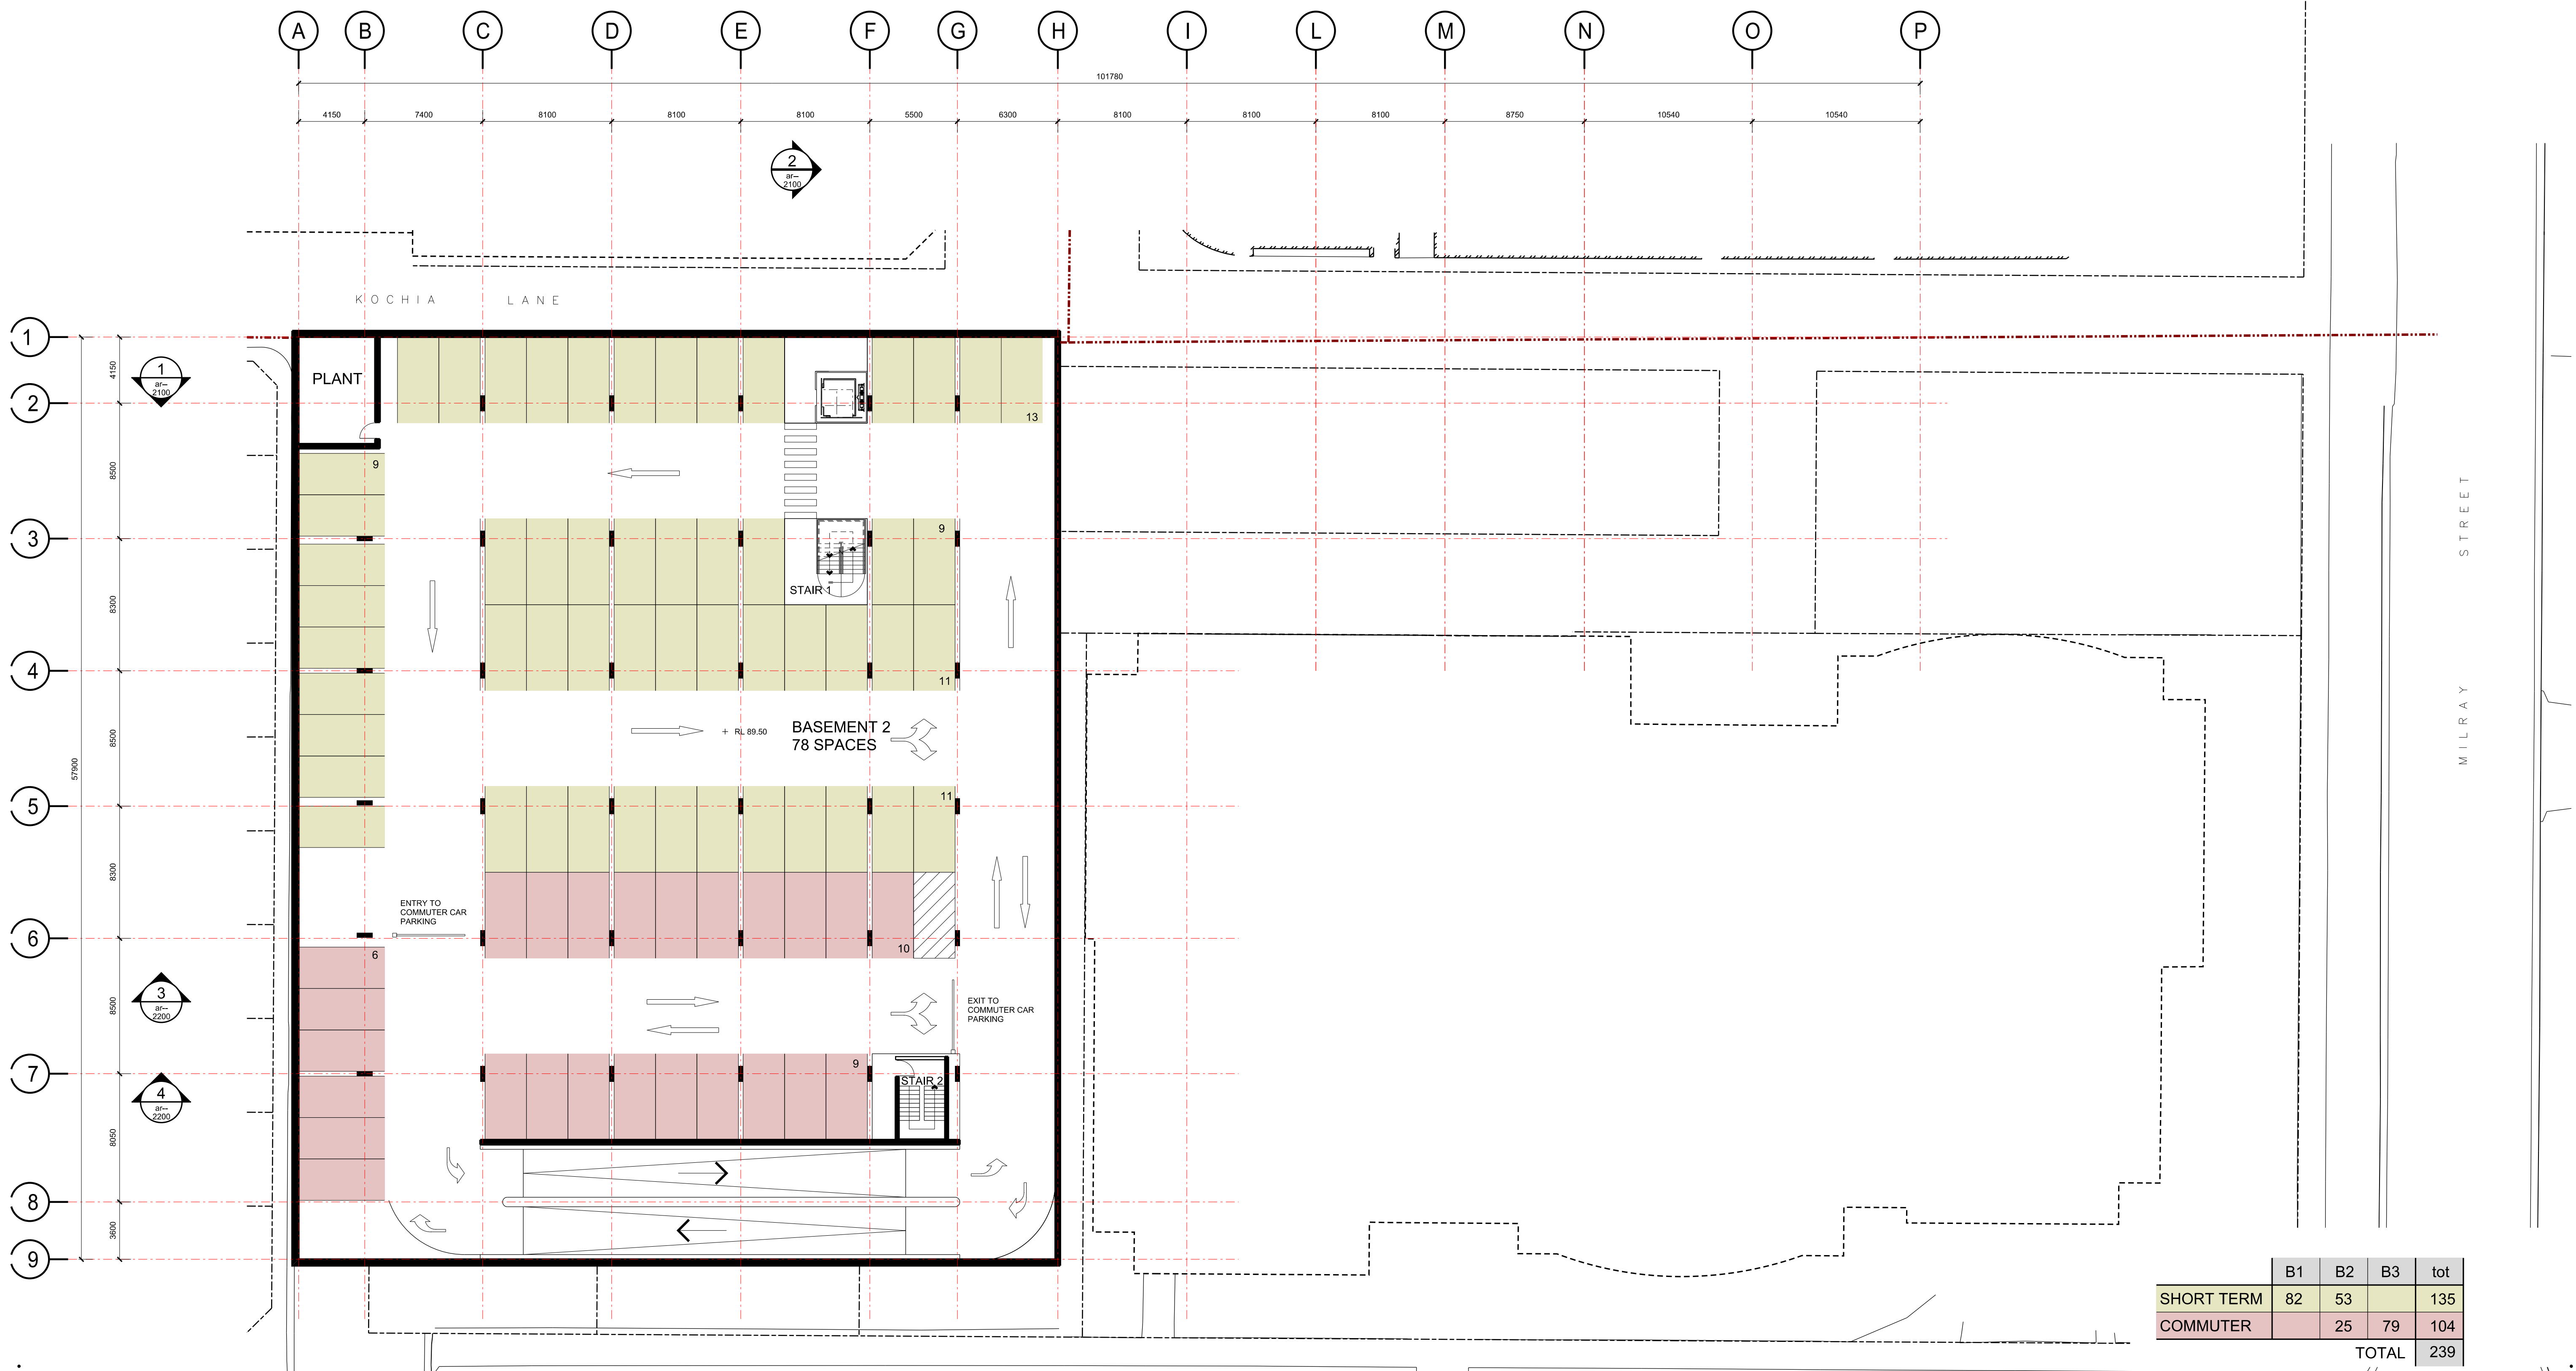 A B C D E F G H I L M N O P
101780
4150 7400 8100 8100 8100 5500 6300 8100 8100 8100 8750 10540 10540
2
ar–
2100
KOCHIA LANE
1
2
3
4
5
6
7
8
9
57900
4150
8500
8300
8500
8300
8500
8050
3600
1
ar–
2100
3
ar–
2200
4
ar–
2200
PLANT
13
9
9
STAIR 1
11
+ RL 89.50
BASEMENT 2
78 SPACES
11
ENTRY TO
COMMUTER CAR
PARKING
10
6
EXIT TO
COMMUTER CAR
PARKING
9
STAIR 2
MILRAY STREET
B1 B2 B3 tot
SHORT TERM 82 53 135
COMMUTER 25 79 104
TOTAL 239